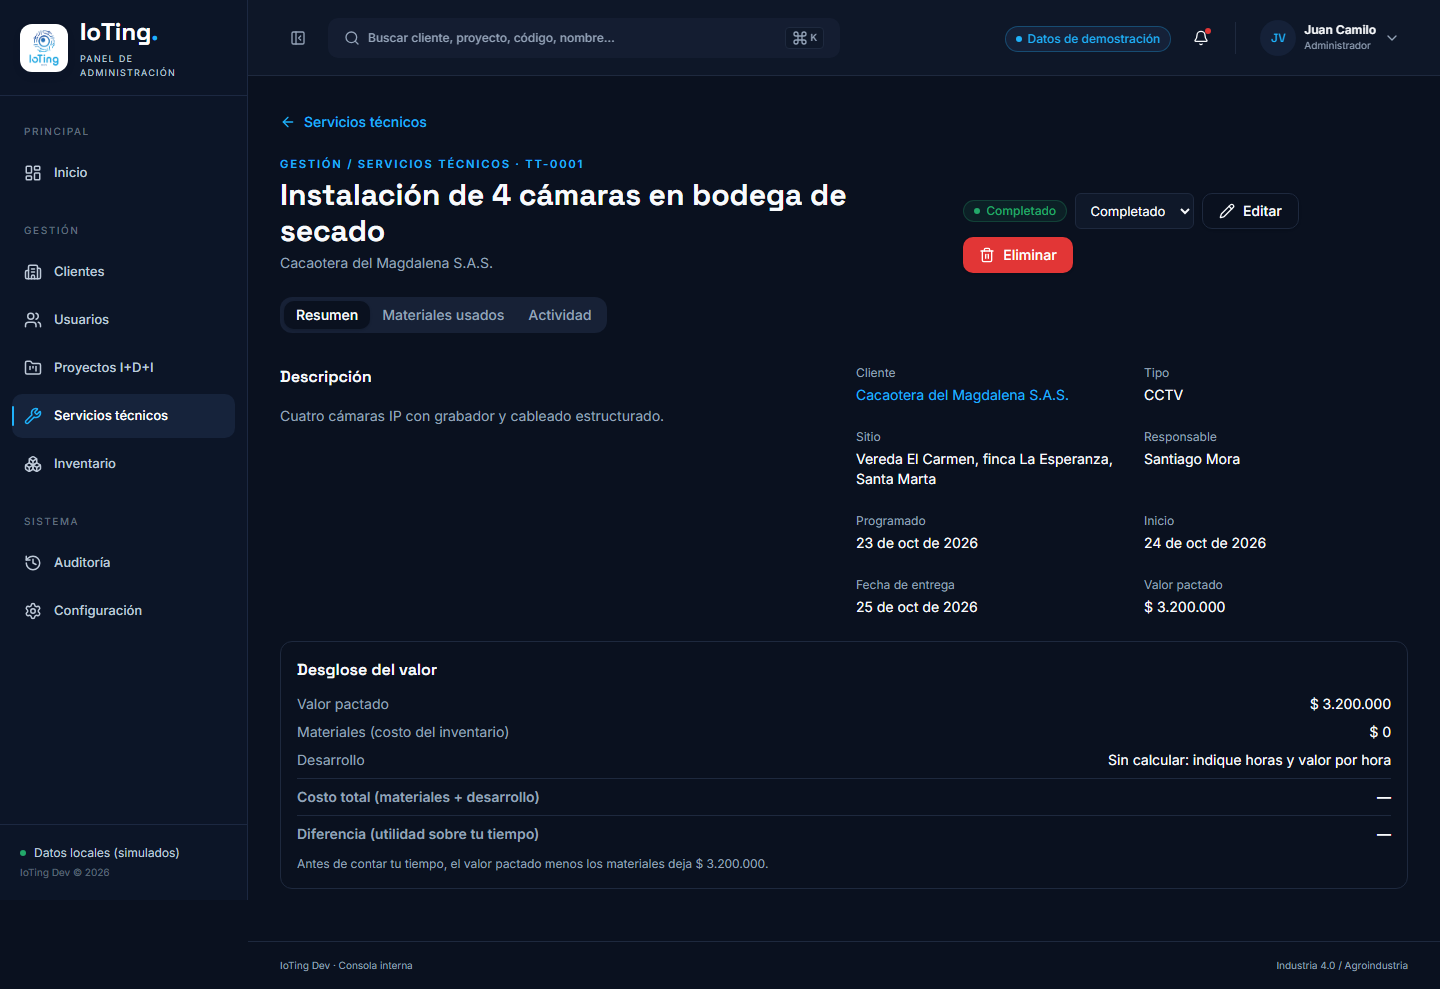 IoTing.
PANEL DE
ADMINISTRACIÓN
IoTing
PRINCIPAL
Inicio
GESTIÓN
Clientes
Usuarios
Proyectos I+D+I
Servicios técnicos
Inventario
SISTEMA
Auditoría
Configuración
Datos locales (simulados)
IoTing Dev © 2026
Buscar cliente, proyecto, código, nombre...
⌘ K
Datos de demostración
JV
Juan Camilo
Administrador
← Servicios técnicos
GESTIÓN / SERVICIOS TÉCNICOS · TT-0001
Instalación de 4 cámaras en bodega de
secado
Cacaotera del Magdalena S.A.S.
Completado
Completado
Editar
Eliminar
Resumen
Materiales usados
Actividad
Descripción
Cuatro cámaras IP con grabador y cableado estructurado.
Cliente
Cacaotera del Magdalena S.A.S.
Tipo
CCTV
Sitio
Vereda El Carmen, finca La Esperanza,
Santa Marta
Responsable
Santiago Mora
Programado
23 de oct de 2026
Inicio
24 de oct de 2026
Fecha de entrega
25 de oct de 2026
Valor pactado
$ 3.200.000
Desglose del valor
Valor pactado $ 3.200.000
Materiales (costo del inventario) $ 0
Desarrollo Sin calcular: indique horas y valor por hora
Costo total (materiales + desarrollo) —
Diferencia (utilidad sobre tu tiempo) —
Antes de contar tu tiempo, el valor pactado menos los materiales deja $ 3.200.000.
IoTing Dev · Consola interna
Industria 4.0 / Agroindustria